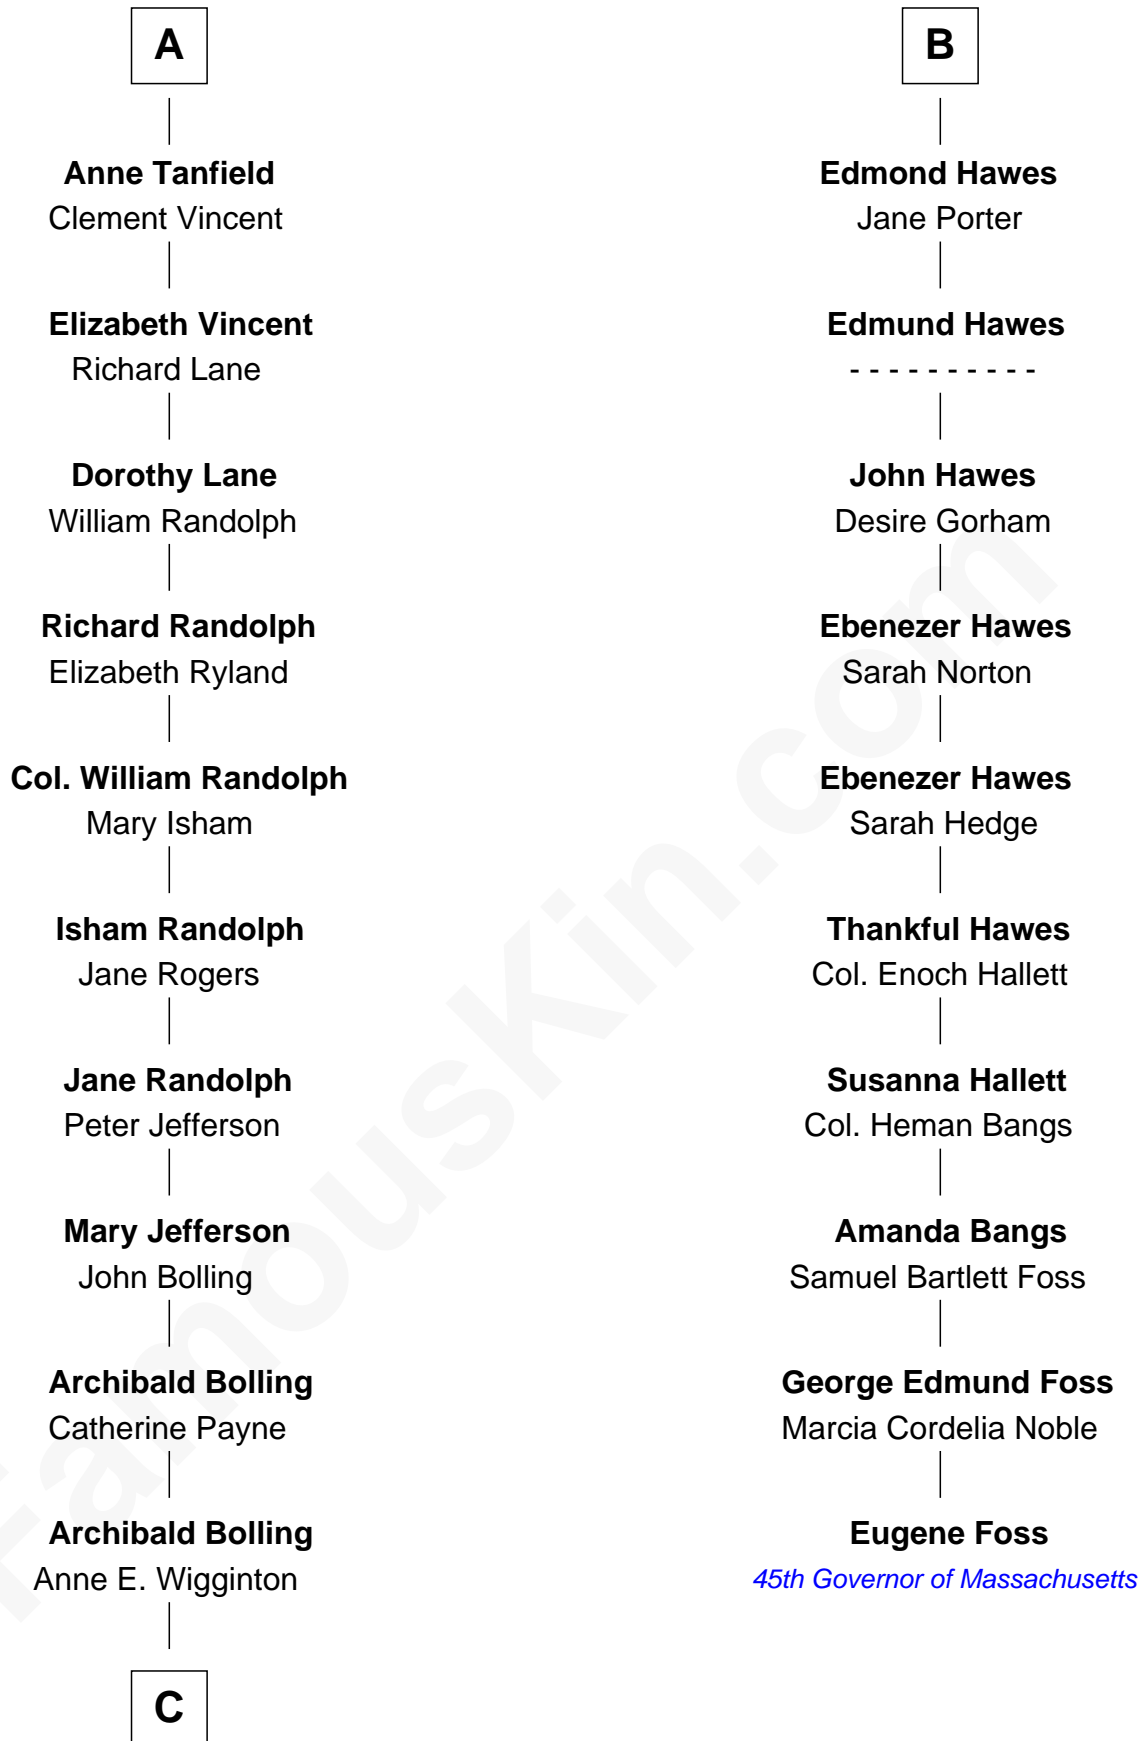 A
Anne Tanfield
Clement Vincent
Elizabeth Vincent
Richard Lane
Dorothy Lane
William Randolph
Richard Randolph
Elizabeth Ryland
Col. William Randolph
Mary Isham
Isham Randolph
Jane Rogers
Jane Randolph
Peter Jefferson
Mary Jefferson
John Bolling
Archibald Bolling
Catherine Payne
Archibald Bolling
Anne E. Wigginton
C
B
Edmond Hawes
Jane Porter
Edmund Hawes
- - - - - - - - - -
John Hawes
Desire Gorham
Ebenezer Hawes
Sarah Norton
Ebenezer Hawes
Sarah Hedge
Thankful Hawes
Col. Enoch Hallett
Susanna Hallett
Col. Heman Bangs
Amanda Bangs
Samuel Bartlett Foss
George Edmund Foss
Marcia Cordelia Noble
Eugene Foss
45th Governor of Massachusetts
FamousKin.com